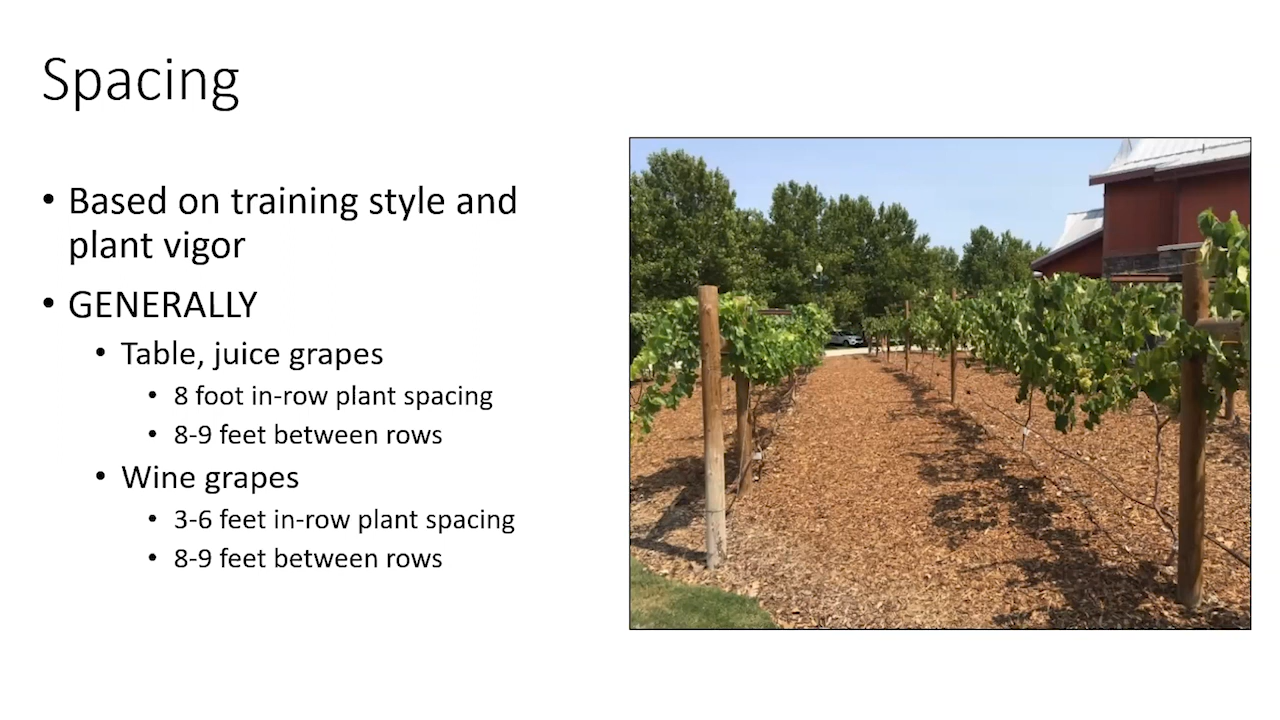 Spacing
• Based on training style and
plant vigor
• GENERALLY
• Table, juice grapes
• 8 foot in-row plant spacing
• 8-9 feet between rows
• Wine grapes
• 3-6 feet in-row plant spacing
• 8-9 feet between rows